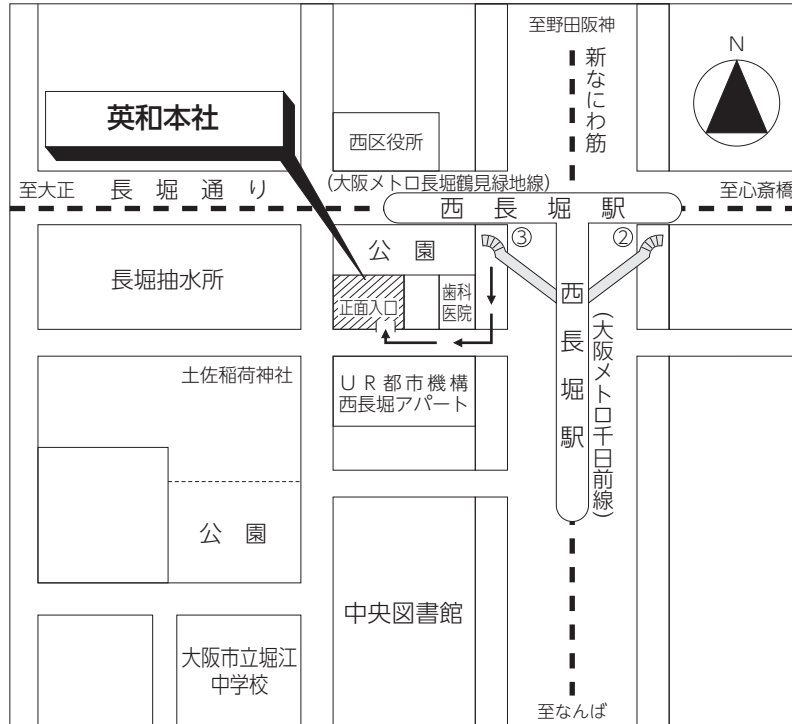 至野田阪神
新なにわ筋
N
英和本社
西区役所
(大阪メトロ長堀鶴見緑地線)
至大正
長堀通り
西長堀駅
至心斎橋
公園
③
②
長堀抽水所
正面入口
歯科
医院
西長堀駅
(大阪メトロ千日前線)
土佐稲荷神社
UR都市機構
西長堀アパート
公園
中央図書館
大阪市立堀江
中学校
至なんば